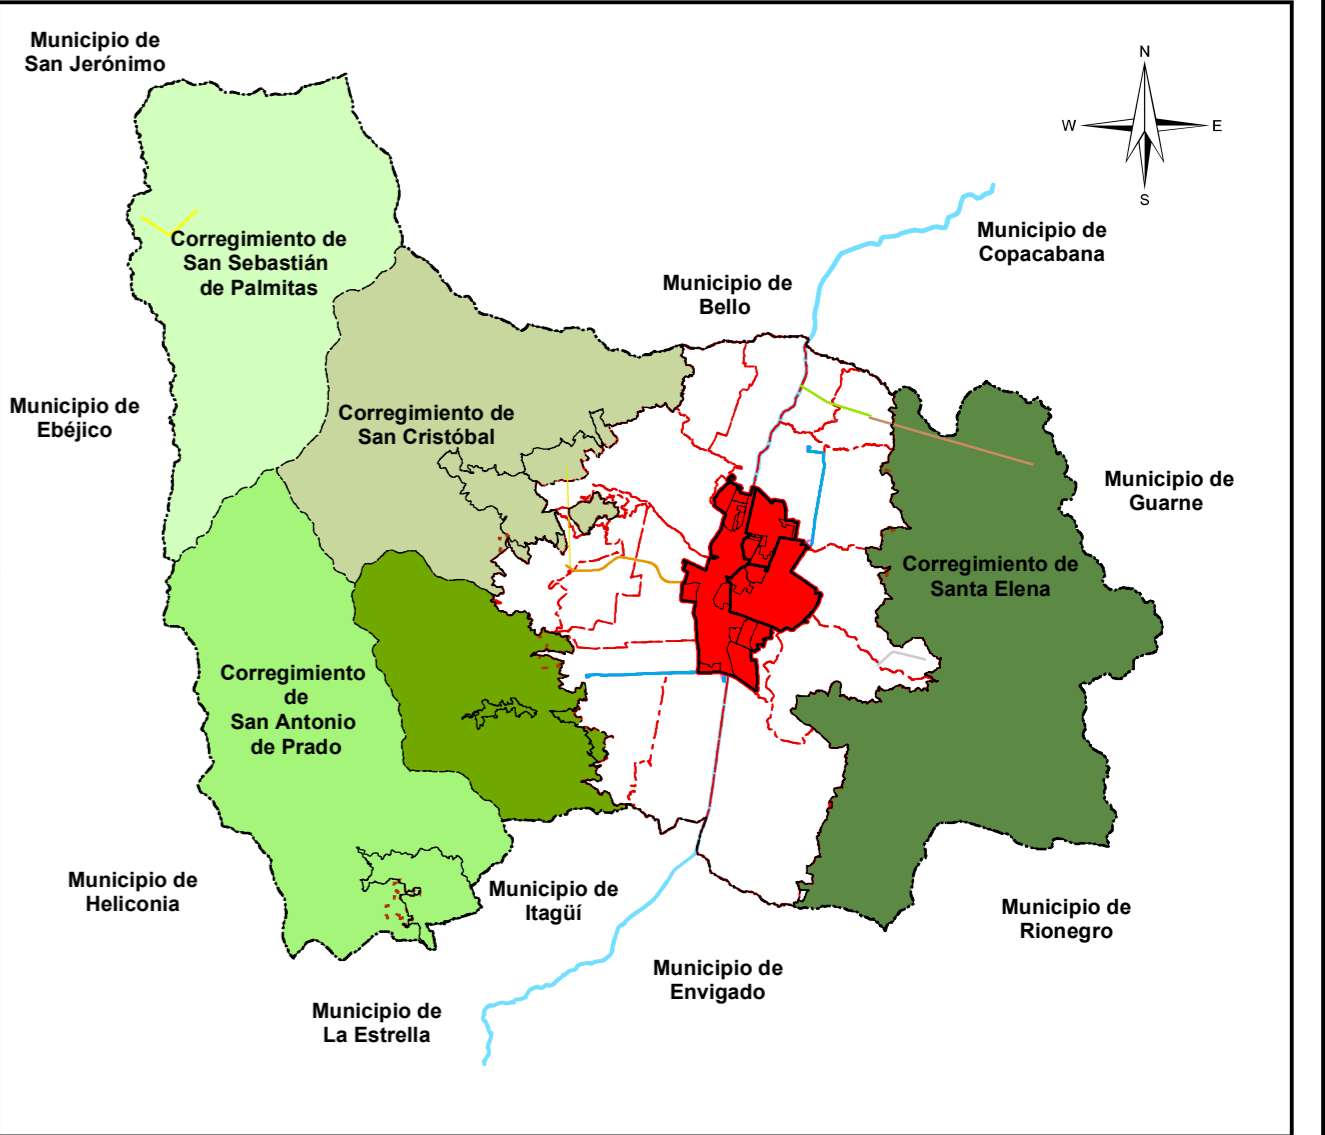 Municipio de
San Jerónimo
N
W
E
S
Corregimiento de
San Sebastián
de Palmitas
Municipio de
Copacabana
Municipio de
Bello
Municipio de
Ebéjico
Corregimiento de
San Cristóbal
Municipio de
Guarne
Corregimiento de
Santa Elena
Corregimiento
de
San Antonio
de Prado
Municipio de
Heliconia
Municipio de
Itagüí
Municipio de
Rionegro
Municipio de
Envigado
Municipio de
La Estrella